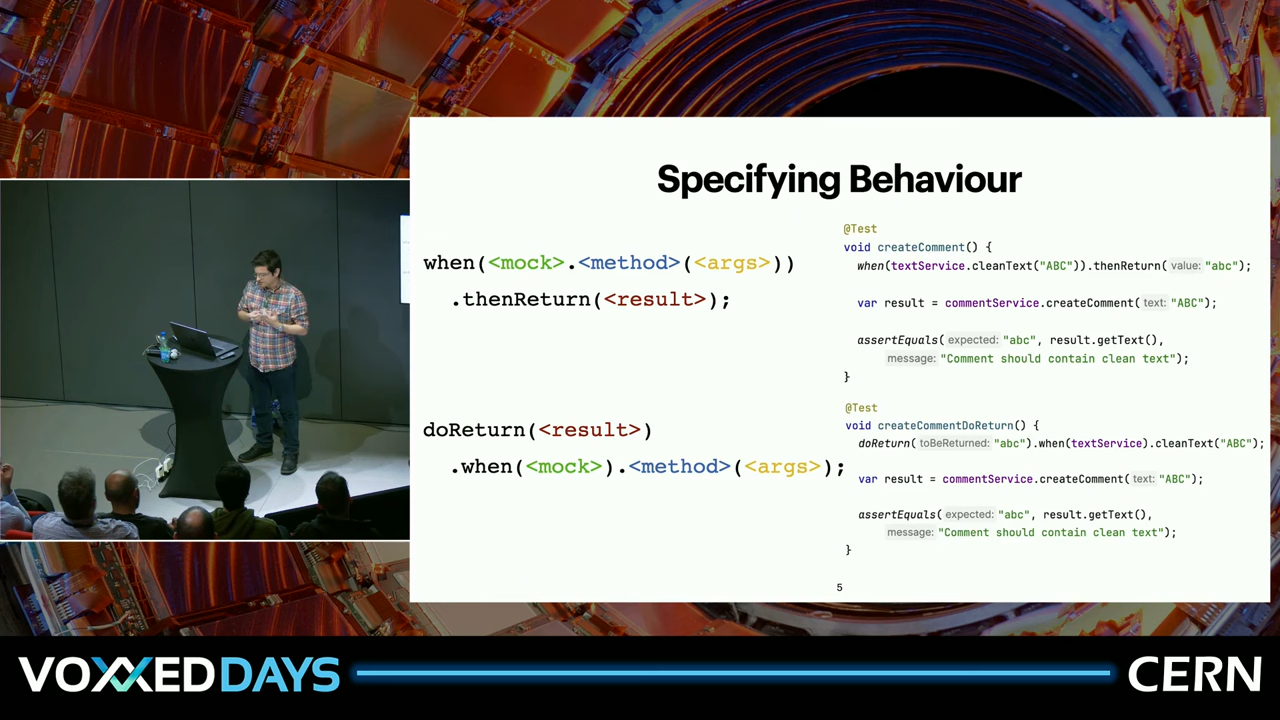 Specifying Behaviour
when(<mock>.<method>(<args>))
.thenReturn(<result>);
@Test
void createComment() {
when(textService.cleanText("ABC")).thenReturn( value: "abc");
var result = commentService.createComment( text: "ABC");
assertEquals( expected: "abc", result.getText(),
message: "Comment should contain clean text");
}
doReturn(<result>)
.when(<mock>).<method>(<args>);
@Test
void createCommentDoReturn() {
doReturn( toBeReturned: "abc").when(textService).cleanText("ABC");
var result = commentService.createComment( text: "ABC");
assertEquals( expected: "abc", result.getText(),
message: "Comment should contain clean text");
}
5
VOXXED DAYS
CERN